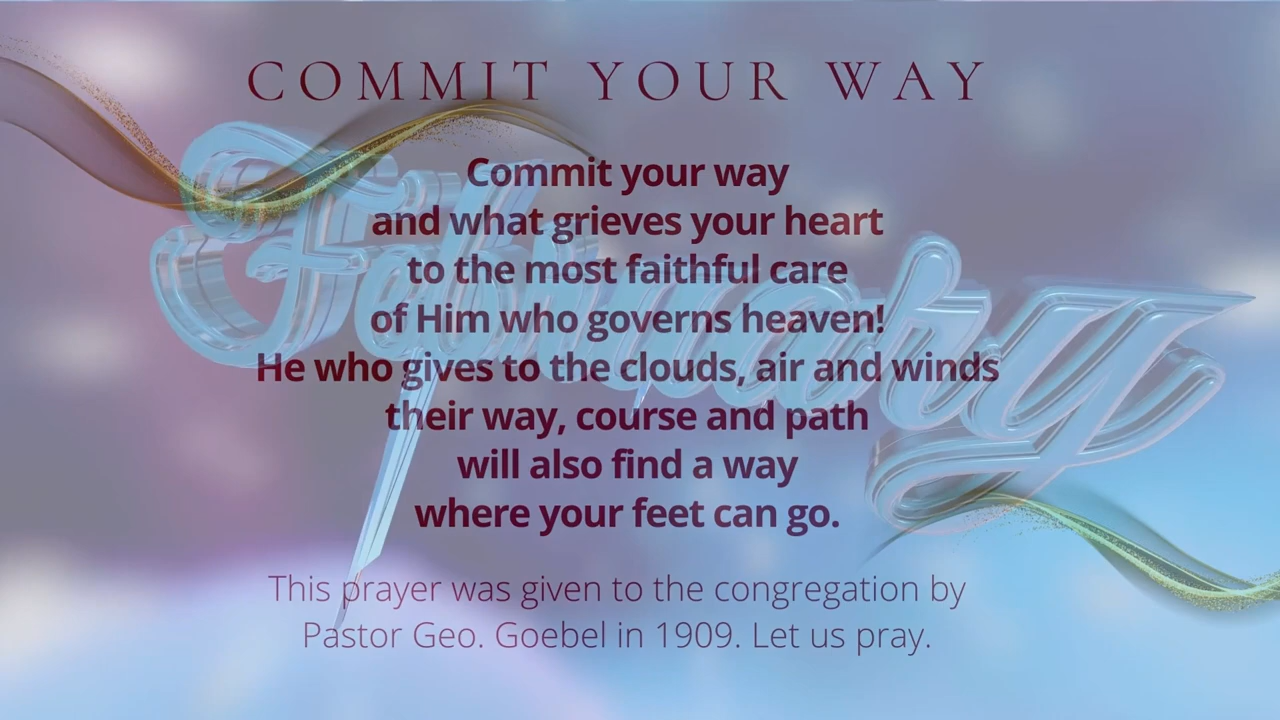 COMMIT YOUR WAY
February
Commit your way
and what grieves your heart
to the most faithful care
of Him who governs heaven!
He who gives to the clouds, air and winds
their way, course and path
will also find a way
where your feet can go.
This prayer was given to the congregation by
Pastor Geo. Goebel in 1909. Let us pray.